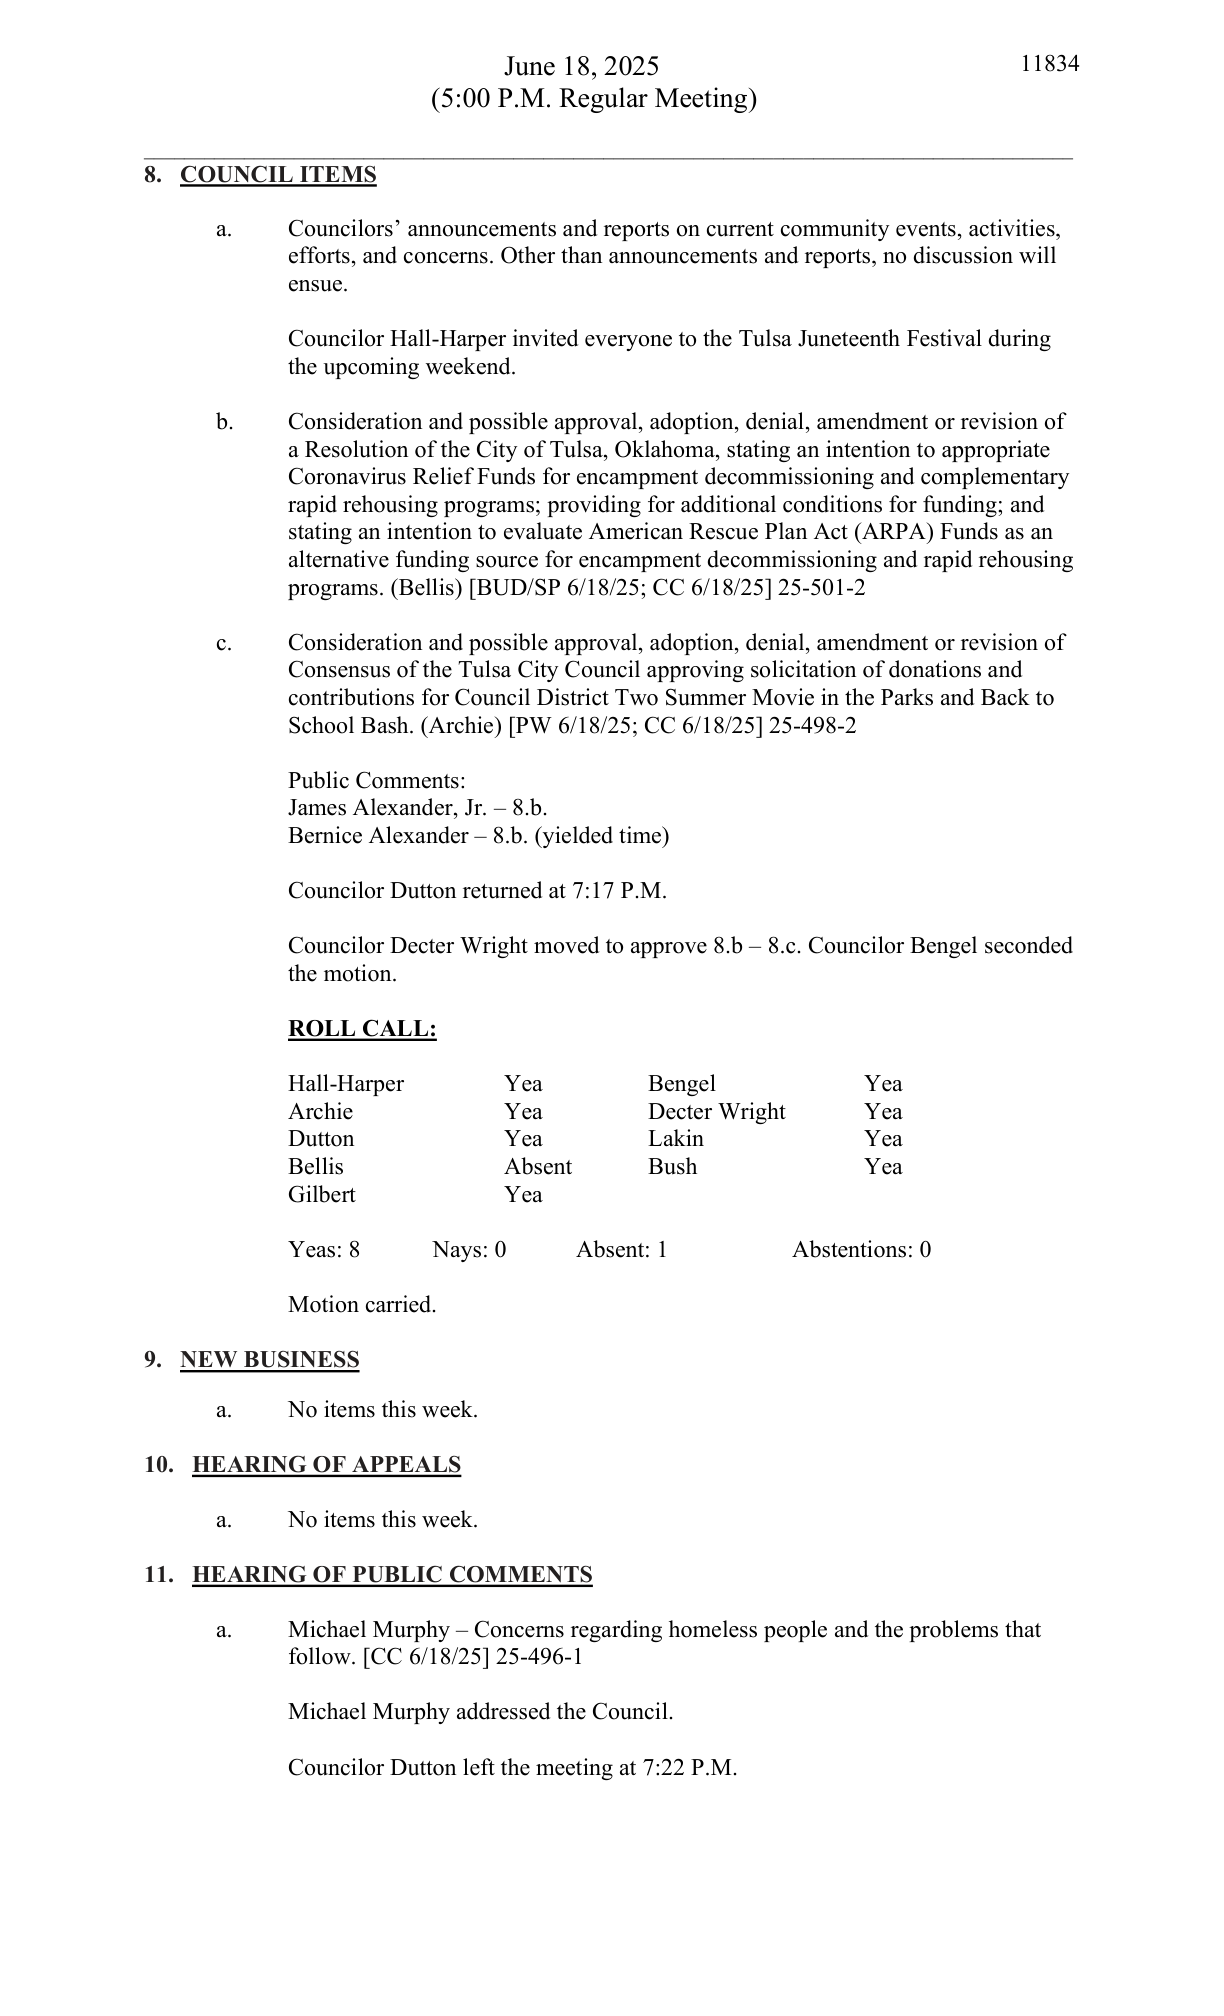 June 18, 2025
11834
(5:00 P.M. Regular Meeting)
8. COUNCIL ITEMS
a. Councilors’ announcements and reports on current community events, activities,
efforts, and concerns. Other than announcements and reports, no discussion will
ensue.
Councilor Hall-Harper invited everyone to the Tulsa Juneteenth Festival during
the upcoming weekend.
b. Consideration and possible approval, adoption, denial, amendment or revision of
a Resolution of the City of Tulsa, Oklahoma, stating an intention to appropriate
Coronavirus Relief Funds for encampment decommissioning and complementary
rapid rehousing programs; providing for additional conditions for funding; and
stating an intention to evaluate American Rescue Plan Act (ARPA) Funds as an
alternative funding source for encampment decommissioning and rapid rehousing
programs. (Bellis) [BUD/SP 6/18/25; CC 6/18/25] 25-501-2
c. Consideration and possible approval, adoption, denial, amendment or revision of
Consensus of the Tulsa City Council approving solicitation of donations and
contributions for Council District Two Summer Movie in the Parks and Back to
School Bash. (Archie) [PW 6/18/25; CC 6/18/25] 25-498-2
Public Comments:
James Alexander, Jr. – 8.b.
Bernice Alexander – 8.b. (yielded time)
Councilor Dutton returned at 7:17 P.M.
Councilor Decter Wright moved to approve 8.b – 8.c. Councilor Bengel seconded
the motion.
ROLL CALL:
Hall-Harper Yea Bengel Yea
Archie Yea Decter Wright Yea
Dutton Yea Lakin Yea
Bellis Absent Bush Yea
Gilbert Yea
Yeas: 8 Nays: 0 Absent: 1 Abstentions: 0
Motion carried.
9. NEW BUSINESS
a. No items this week.
10. HEARING OF APPEALS
a. No items this week.
11. HEARING OF PUBLIC COMMENTS
a. Michael Murphy – Concerns regarding homeless people and the problems that
follow. [CC 6/18/25] 25-496-1
Michael Murphy addressed the Council.
Councilor Dutton left the meeting at 7:22 P.M.